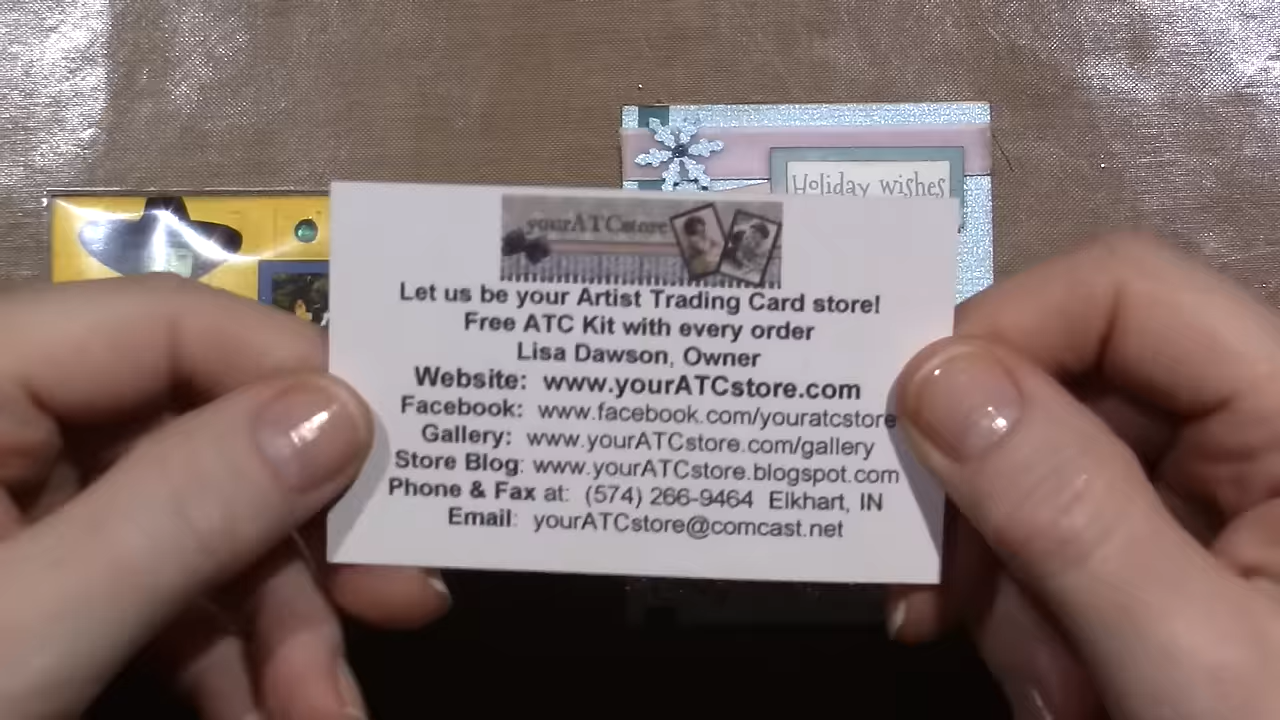 Holiday wishes
yourATCstore
Let us be your Artist Trading Card store!
Free ATC Kit with every order
Lisa Dawson, Owner
Website: www.yourATCstore.com
Facebook: www.facebook.com/youratcstore
Gallery: www.yourATCstore.com/gallery
Store Blog: www.yourATCstore.blogspot.com
Phone & Fax at: (574) 266-9464 Elkhart, IN
Email: yourATCstore@comcast.net